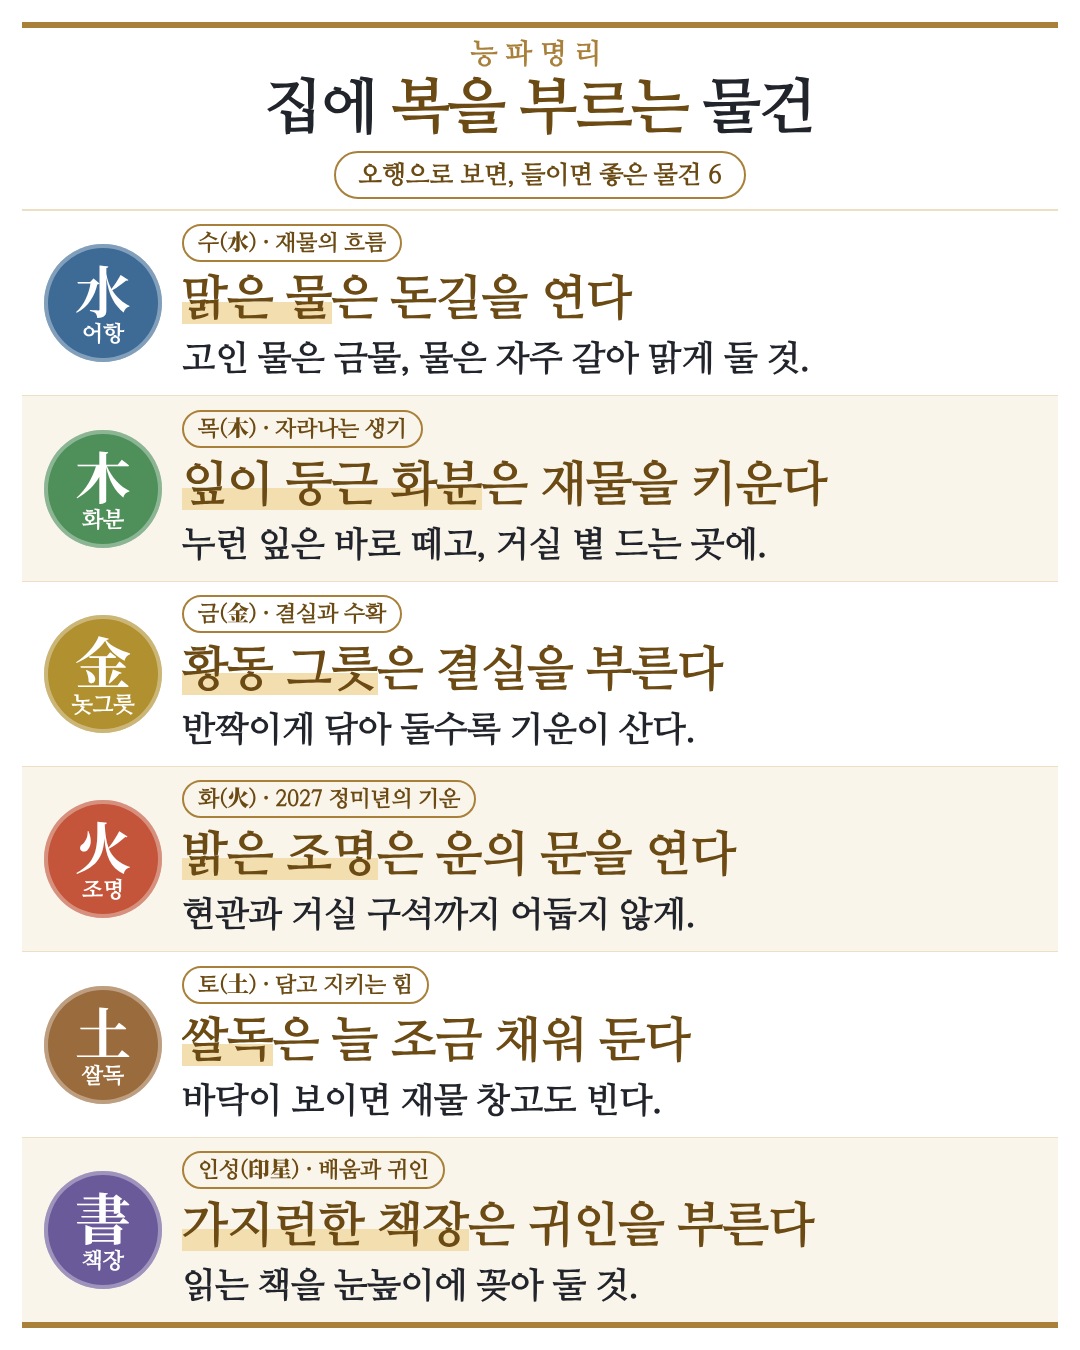 능파명리
집에 복을 부르는 물건
오행으로 보면, 들이면 좋은 물건 6
水
어항
수(水) · 재물의 흐름
맑은 물은 돈길을 연다
고인 물은 금물, 물은 자주 갈아 맑게 둘 것.
木
화분
목(木) · 자라나는 생기
잎이 둥근 화분은 재물을 키운다
누런 잎은 바로 떼고, 거실 볕 드는 곳에.
金
놋그릇
금(金) · 결실과 수확
황동 그릇은 결실을 부른다
반짝이게 닦아 둘수록 기운이 산다.
火
조명
화(火) · 2027 정미년의 기운
밝은 조명은 운의 문을 연다
현관과 거실 구석까지 어둡지 않게.
土
쌀독
토(土) · 담고 지키는 힘
쌀독은 늘 조금 채워 둔다
바닥이 보이면 재물 창고도 빈다.
書
책장
인성(印星) · 배움과 귀인
가지런한 책장은 귀인을 부른다
읽는 책을 눈높이에 꽂아 둘 것.